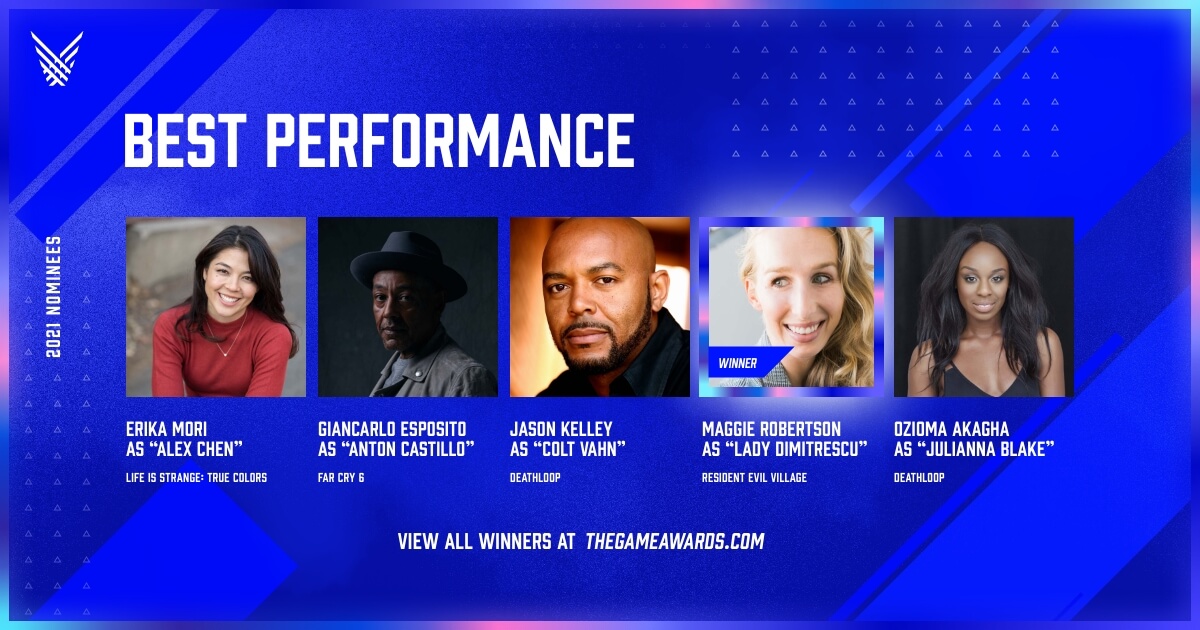 BEST PERFORMANCE
2021 NOMINEES
WINNER
ERIKA MORI
AS “ALEX CHEN”
LIFE IS STRANGE: TRUE COLORS
GIANCARLO ESPOSITO
AS “ANTON CASTILLO”
FAR CRY 6
JASON KELLEY
AS “COLT VAHN”
DEATHLOOP
MAGGIE ROBERTSON
AS “LADY DIMITRESCU”
RESIDENT EVIL VILLAGE
OZIOMA AKAGHA
AS “JULIANNA BLAKE”
DEATHLOOP
VIEW ALL WINNERS AT THEGAMEAWARDS.COM